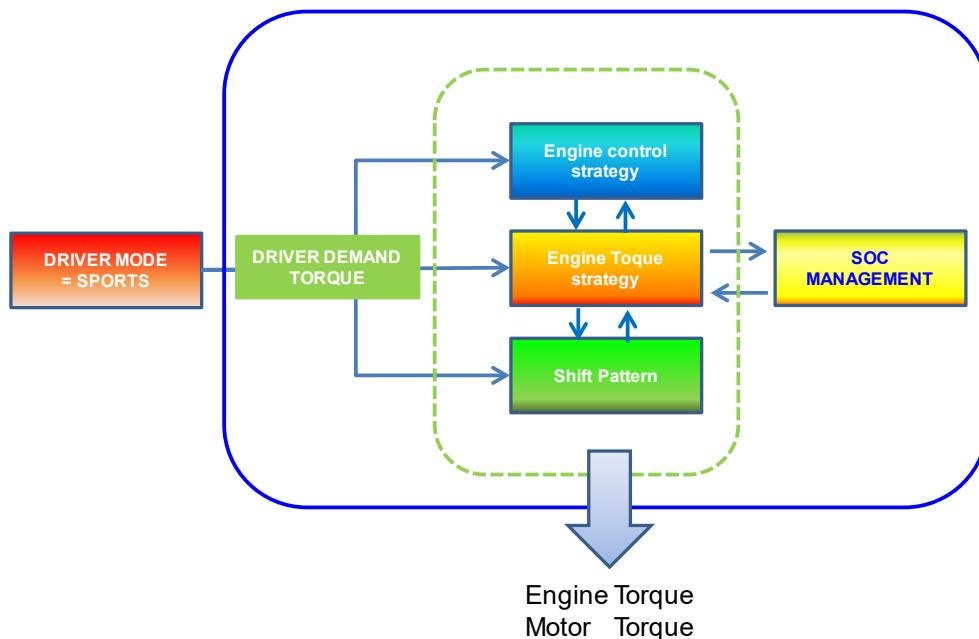 Engine control
strategy
DRIVER MODE
= SPORTS
DRIVER DEMAND
TORQUE
Engine Toque
strategy
SOC
MANAGEMENT
Shift Pattern
Engine Torque
Motor Torque